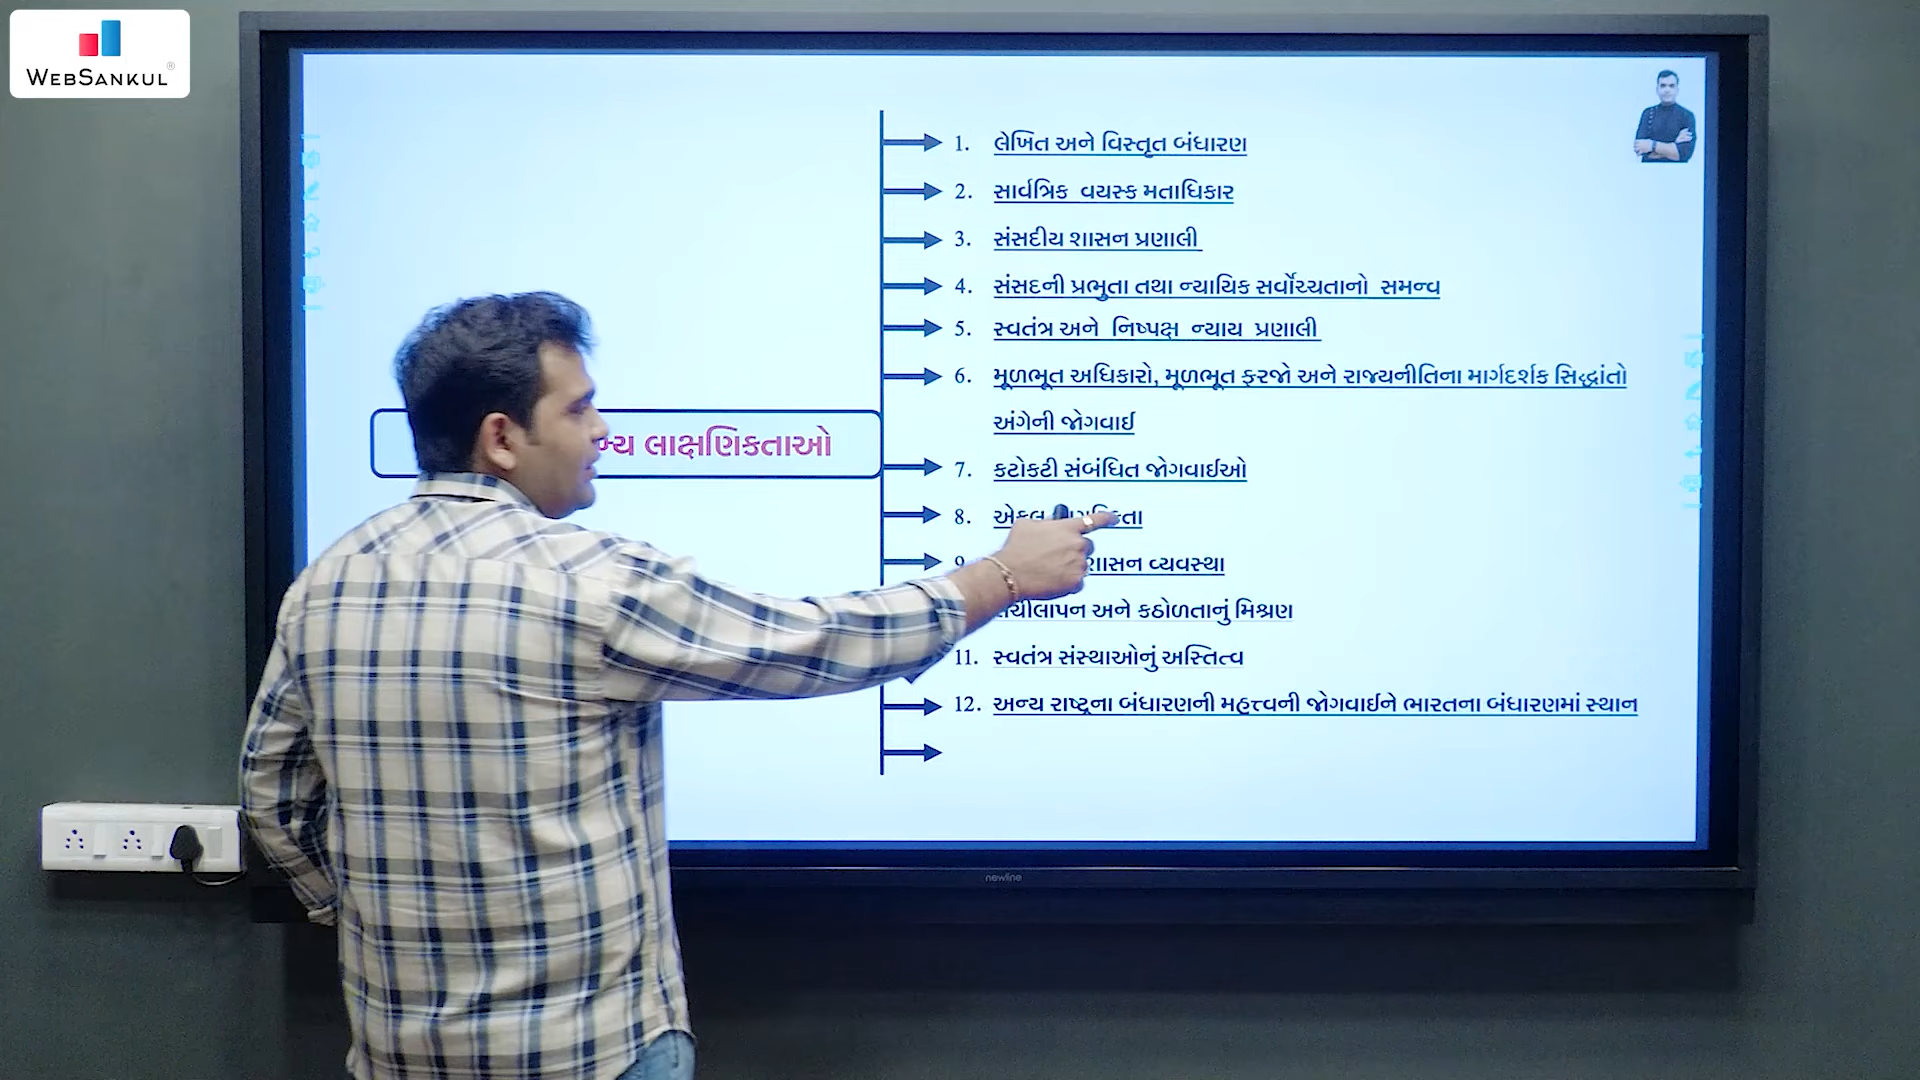 WEBSANKUL
લાક્ષણિકતાઓ
1. લેખિત અને વિસ્તૃત બંધારણ
2. સાર્વત્રિક વયસ્ક મતાધિકાર
3. સંસદીય શાસન પ્રણાલી
4. સંસદની પ્રભુતા તથા ન્યાયિક સર્વોચ્ચતાનો સમન્વ
5. સ્વતંત્ર અને નિષ્પક્ષ ન્યાય પ્રણાલી
6. મૂળભૂત અધિકારો, મૂળભૂત ફરજો અને રાજ્યનીતિના માર્ગદર્શક સિદ્ધાંતો
અંગેની જોગવાઈ
7. કટોકટી સંબંધિત જોગવાઈઓ
8. એકલ
9. શાસન વ્યવસ્થા
અને કઠોળતાનું મિશ્રણ
11. સ્વતંત્ર સંસ્થાઓનું અસ્તિત્વ
12. અન્ય રાષ્ટ્રના બંધારણની મહત્ત્વની જોગવાઈને ભારતના બંધારણમાં સ્થાન
newline